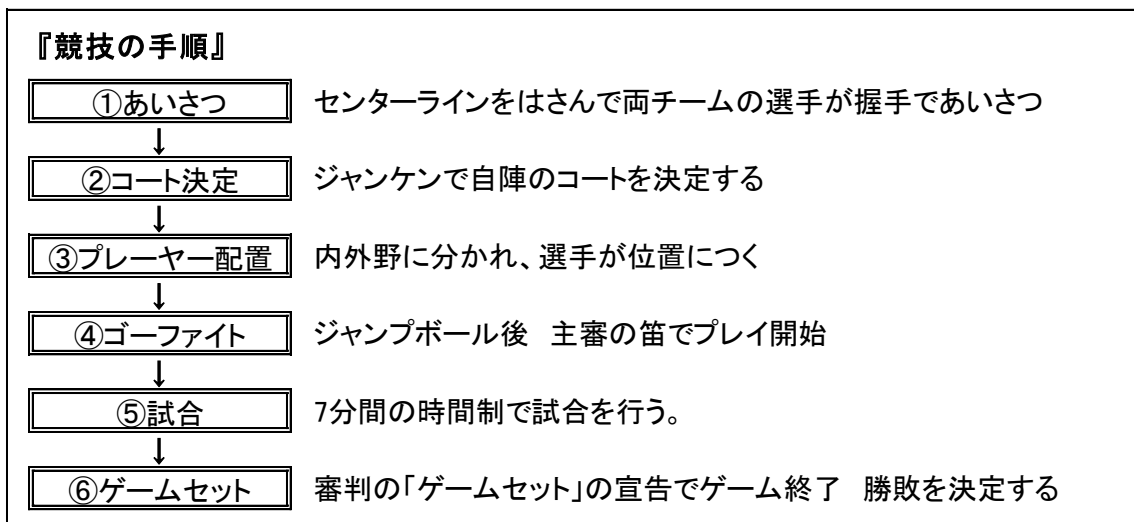 『競技の手順』
①あいさつ センターラインをはさんで両チームの選手が握手であいさつ
↓
②コート決定 ジャンケンで自陣のコートを決定する
↓
③プレーヤー配置 内外野に分かれ、選手が位置につく
↓
④ゴーファイト ジャンプボール後 主審の笛でプレイ開始
↓
⑤試合 7分間の時間制で試合を行う。
↓
⑥ゲームセット 審判の「ゲームセット」の宣告でゲーム終了 勝敗を決定する